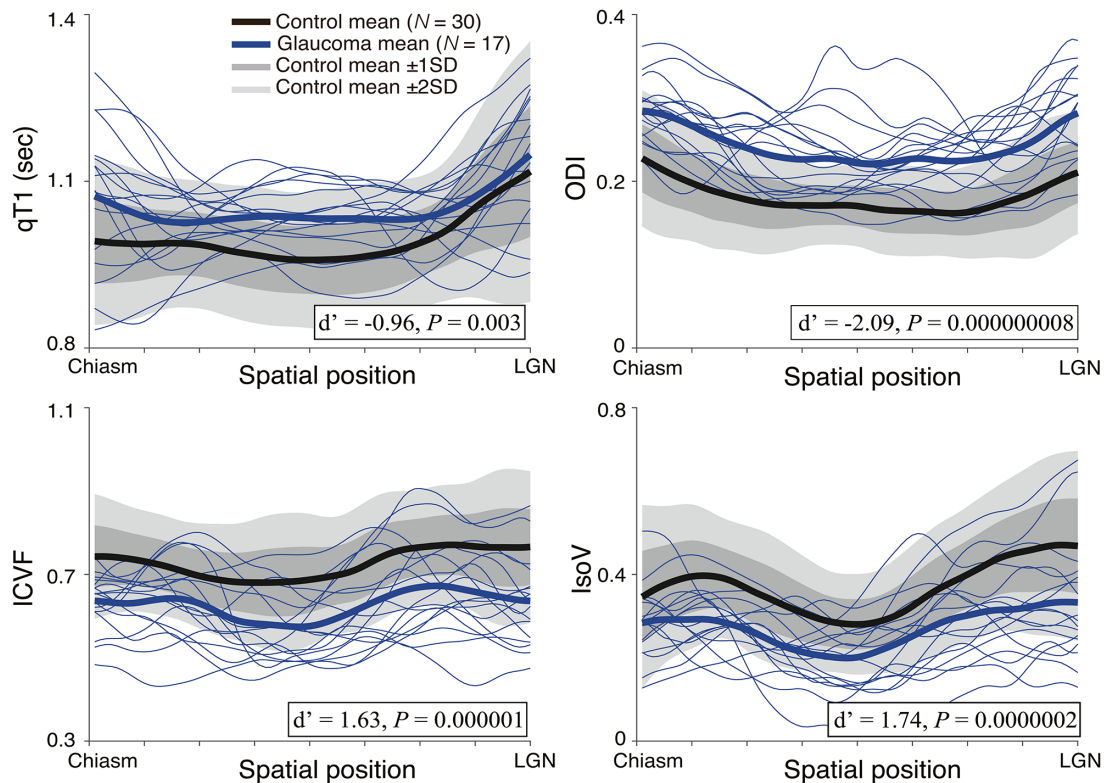 1.4
1.1
0.8
qT1 (sec)
Control mean (N = 30)
Glaucoma mean (N = 17)
Control mean ±1SD
Control mean ±2SD
d’ = -0.96, P = 0.003
Chiasm
LGN
Spatial position
0.4
0.2
0
ODI
d’ = -2.09, P = 0.000000008
Chiasm
LGN
Spatial position
1.1
0.7
0.3
ICVF
d’ = 1.63, P = 0.000001
Chiasm
LGN
Spatial position
0.8
0.4
0
IsoV
d’ = 1.74, P = 0.0000002
Chiasm
LGN
Spatial position